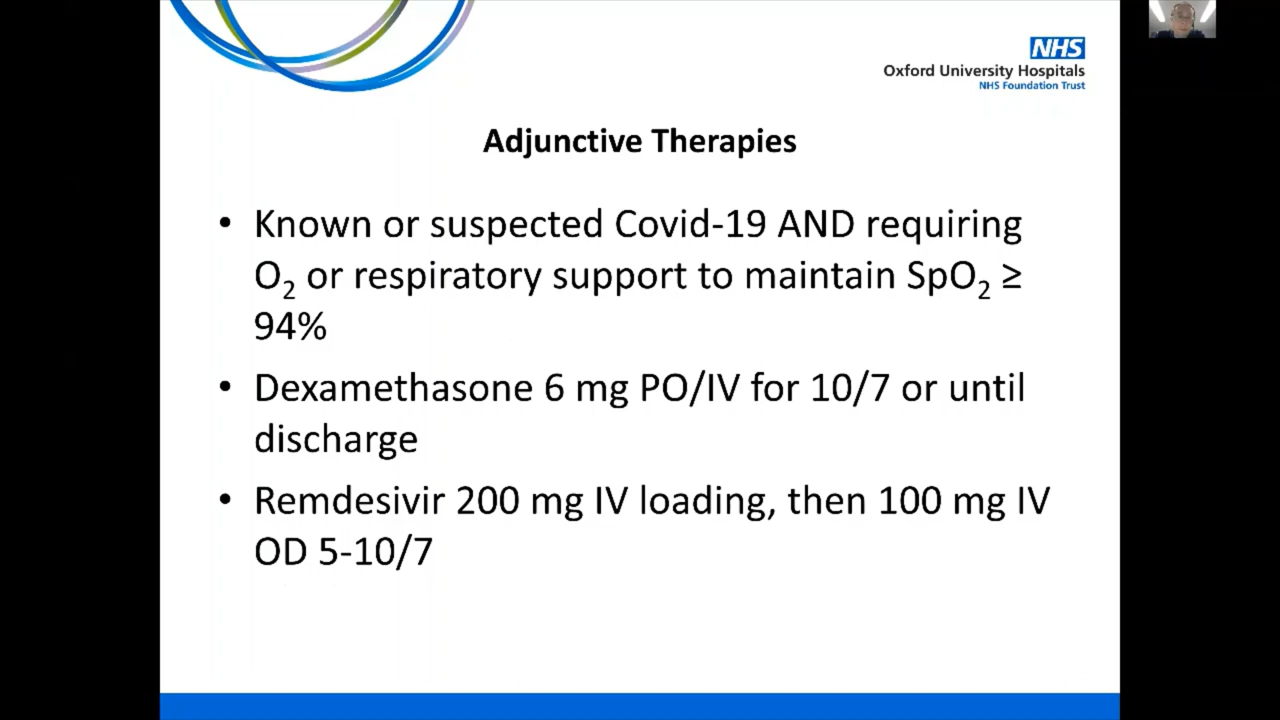 NHS
Oxford University Hospitals
NHS Foundation Trust
Adjunctive Therapies
• Known or suspected Covid-19 AND requiring
O₂ or respiratory support to maintain SpO₂ ≥
94%
• Dexamethasone 6 mg PO/IV for 10/7 or until
discharge
• Remdesivir 200 mg IV loading, then 100 mg IV
OD 5-10/7